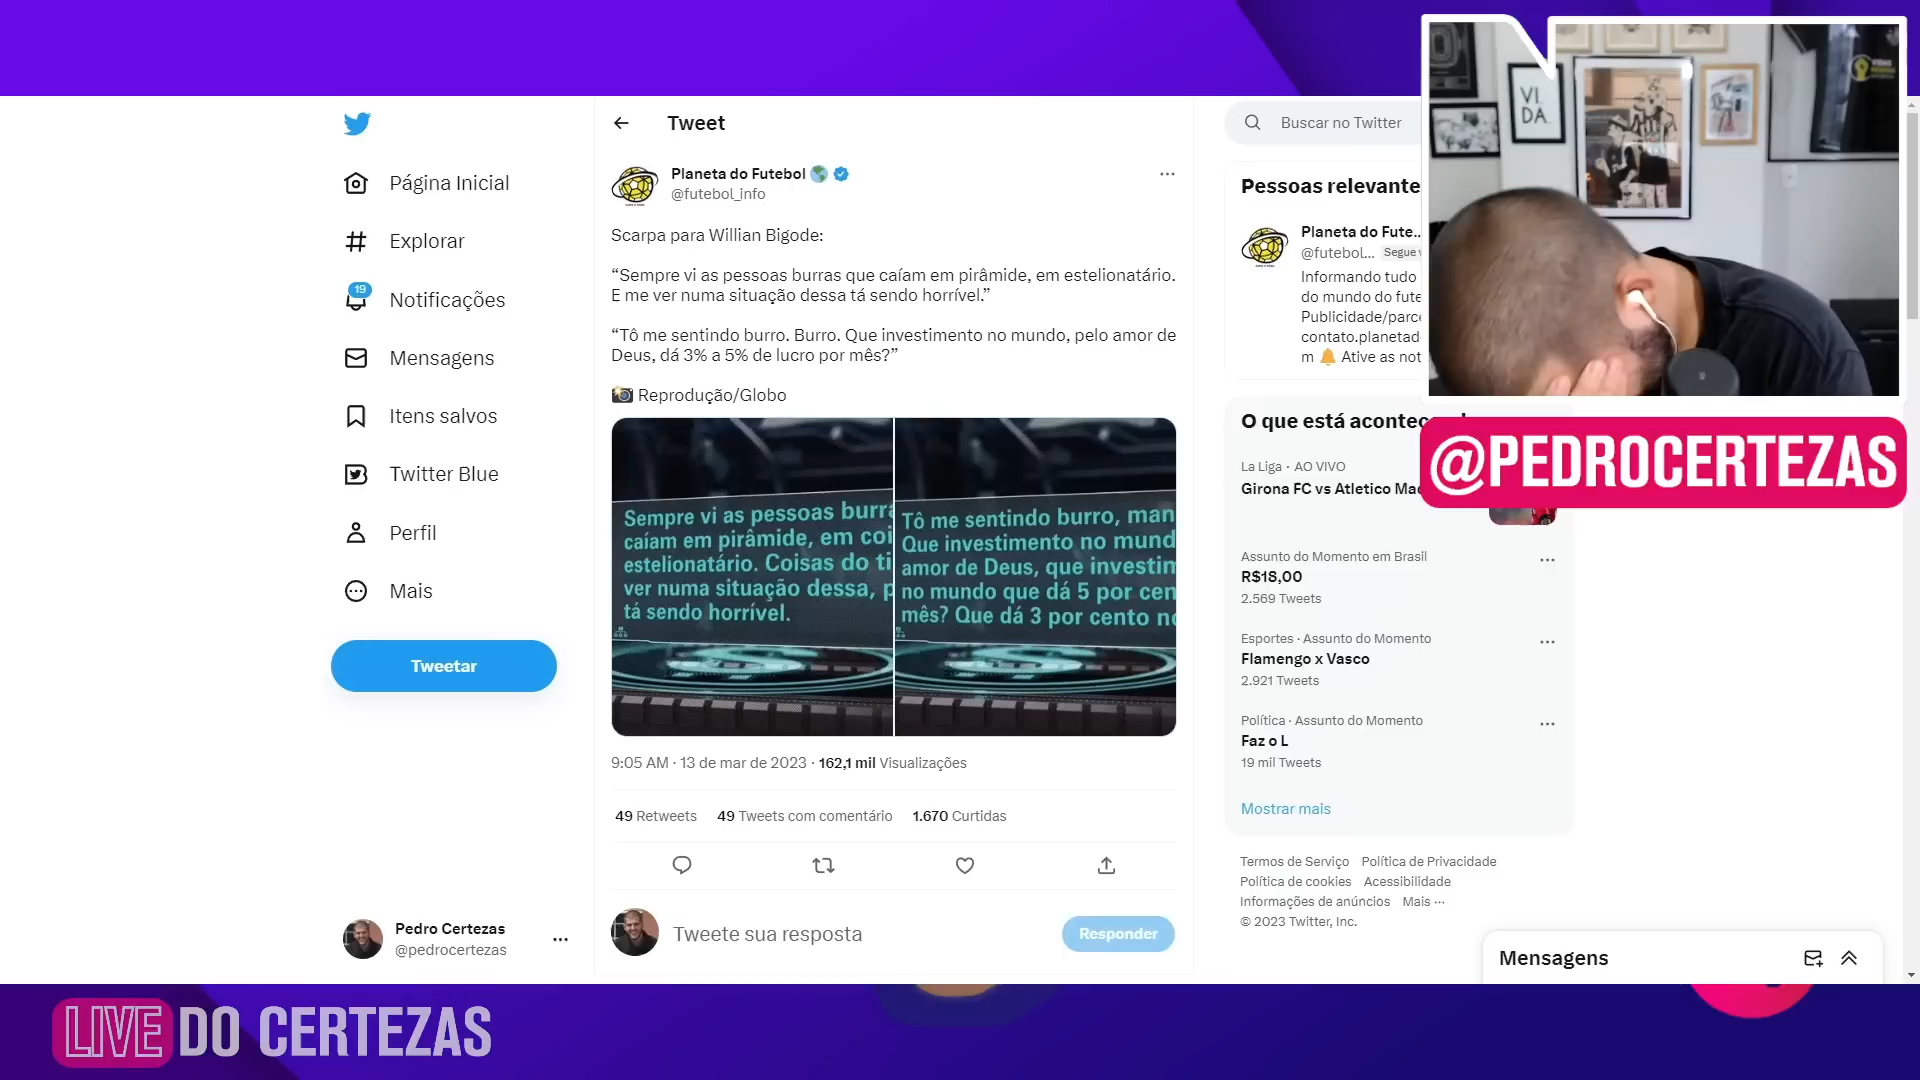 Página Inicial
Explorar
19
Notificações
Mensagens
Itens salvos
Twitter Blue
Perfil
Mais
Tweetar
Pedro Certezas
@pedrocertezas
Tweet
Planeta do Futebol
@futebol_info
Scarpa para Willian Bigode:
“Sempre vi as pessoas burras que caíam em pirâmide, em estelionatário.
E me ver numa situação dessa tá sendo horrível.”
“Tô me sentindo burro. Burro. Que investimento no mundo, pelo amor de
Deus, dá 3% a 5% de lucro por mês?”
Reprodução/Globo
Sempre vi as pessoas burra
caíam em pirâmide, em coi
estelionatário. Coisas do ti
ver numa situação dessa, p
tá sendo horrível.
Tô me sentindo burro, man
Que investimento no mund
amor de Deus, que investim
no mundo que dá 5 por cen
mês? Que dá 3 por cento no
9:05 AM · 13 de mar de 2023 · 162,1 mil Visualizações
49 Retweets 49 Tweets com comentário 1.670 Curtidas
Tweete sua resposta
Responder
Buscar no Twitter
Pessoas relevante
Planeta do Fute...
@futebol... Segue v
Informando tudo
do mundo do fute
Publicidade/parce
contato.planetad
m Ative as not
O que está acontec
La Liga · AO VIVO
Girona FC vs Atletico Mad
Assunto do Momento em Brasil
R$18,00
2.569 Tweets
Esportes · Assunto do Momento
Flamengo x Vasco
2.921 Tweets
Política · Assunto do Momento
Faz o L
19 mil Tweets
Mostrar mais
Termos de Serviço Política de Privacidade
Política de cookies Acessibilidade
Informações de anúncios Mais ···
© 2023 Twitter, Inc.
Mensagens
VI.
DA.
@PEDROCERTEZAS
LIVE DO CERTEZAS